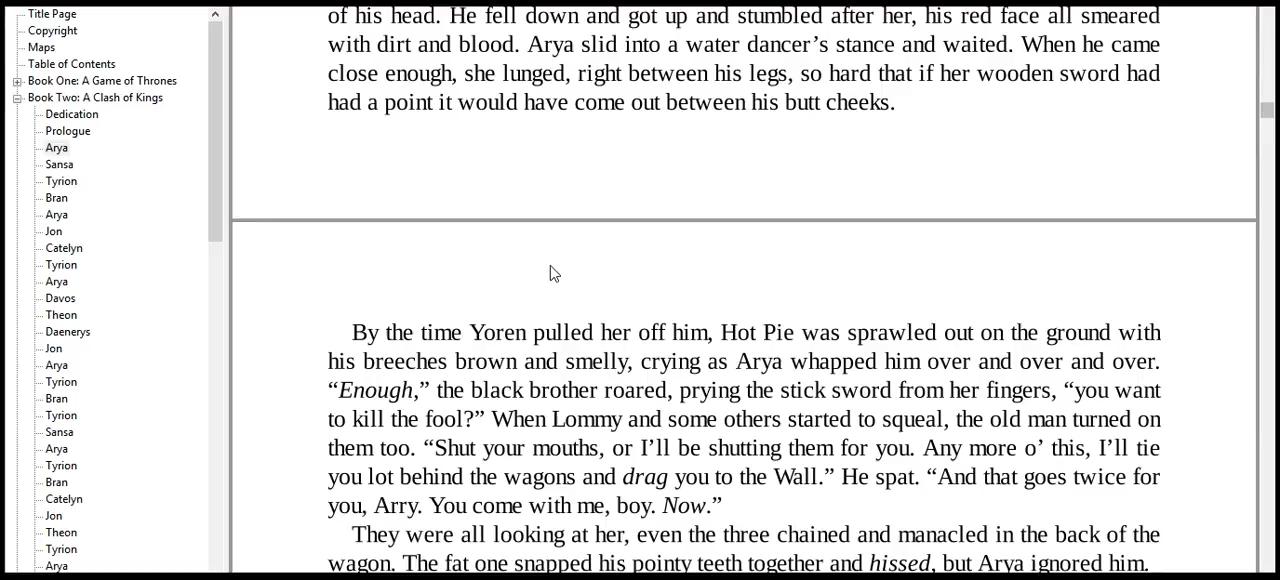 Title Page
Copyright
Maps
Table of Contents
Book One: A Game of Thrones
Book Two: A Clash of Kings
Dedication
Prologue
Arya
Sansa
Tyrion
Bran
Arya
Jon
Catelyn
Tyrion
Arya
Davos
Theon
Daenerys
Jon
Arya
Tyrion
Bran
Tyrion
Sansa
Arya
Tyrion
Bran
Catelyn
Jon
Theon
Tyrion
Arya
of his head. He fell down and got up and stumbled after her, his red face all smeared
with dirt and blood. Arya slid into a water dancer’s stance and waited. When he came
close enough, she lunged, right between his legs, so hard that if her wooden sword had
had a point it would have come out between his butt cheeks.
By the time Yoren pulled her off him, Hot Pie was sprawled out on the ground with
his breeches brown and smelly, crying as Arya whapped him over and over and over.
“Enough,” the black brother roared, prying the stick sword from her fingers, “you want
to kill the fool?” When Lommy and some others started to squeal, the old man turned on
them too. “Shut your mouths, or I’ll be shutting them for you. Any more o’ this, I’ll tie
you lot behind the wagons and drag you to the Wall.” He spat. “And that goes twice for
you, Arry. You come with me, boy. Now.”
They were all looking at her, even the three chained and manacled in the back of the
wagon. The fat one snapped his pointy teeth together and hissed, but Arya ignored him.